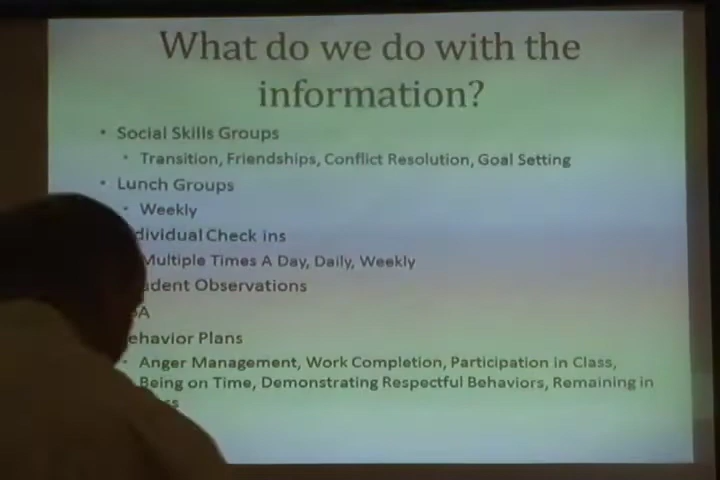 What do we do with the
information?
• Social Skills Groups
• Transition, Friendships, Conflict Resolution, Goal Setting
• Lunch Groups
• Weekly
dividual Check ins
Multiple Times A Day, Daily, Weekly
dent Observations
A
ehavior Plans
• Anger Management, Work Completion, Participation in Class,
Being on Time, Demonstrating Respectful Behaviors, Remaining in
ss